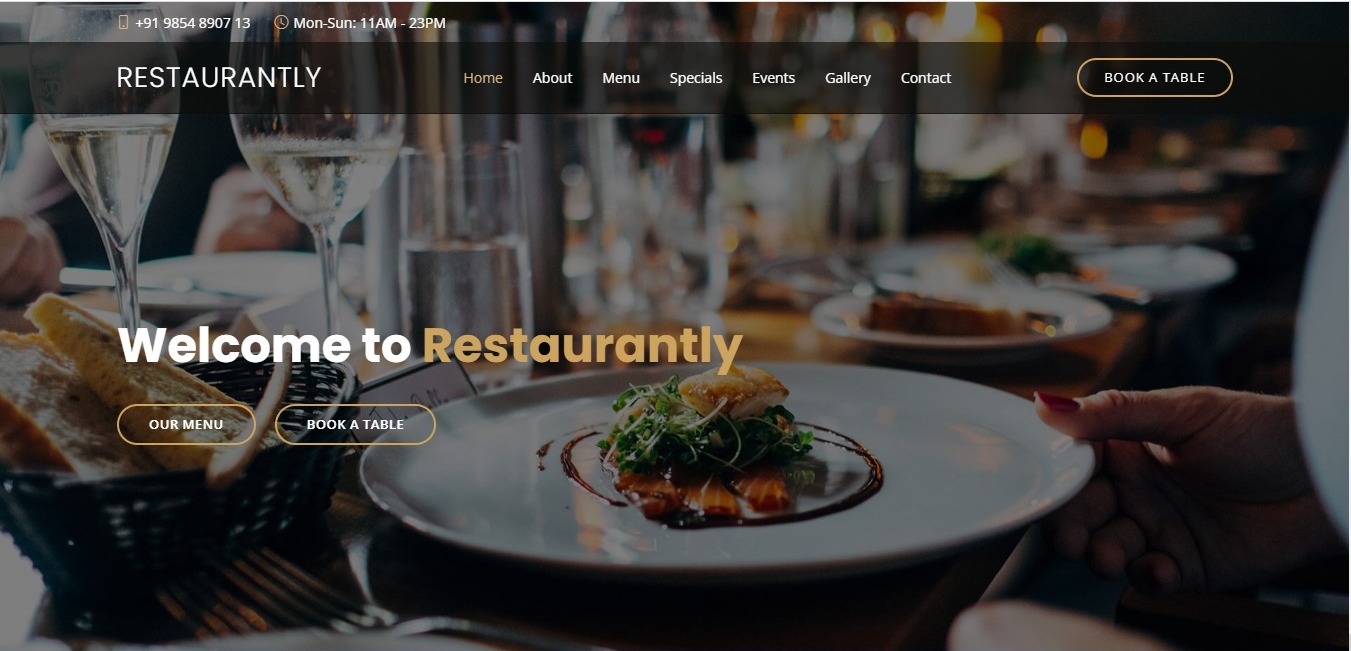 +91 9854 8907 13 Mon-Sun: 11AM - 23PM
RESTAURANTLY Home About Menu Specials Events Gallery Contact BOOK A TABLE
Welcome to Restaurantly
OUR MENU BOOK A TABLE